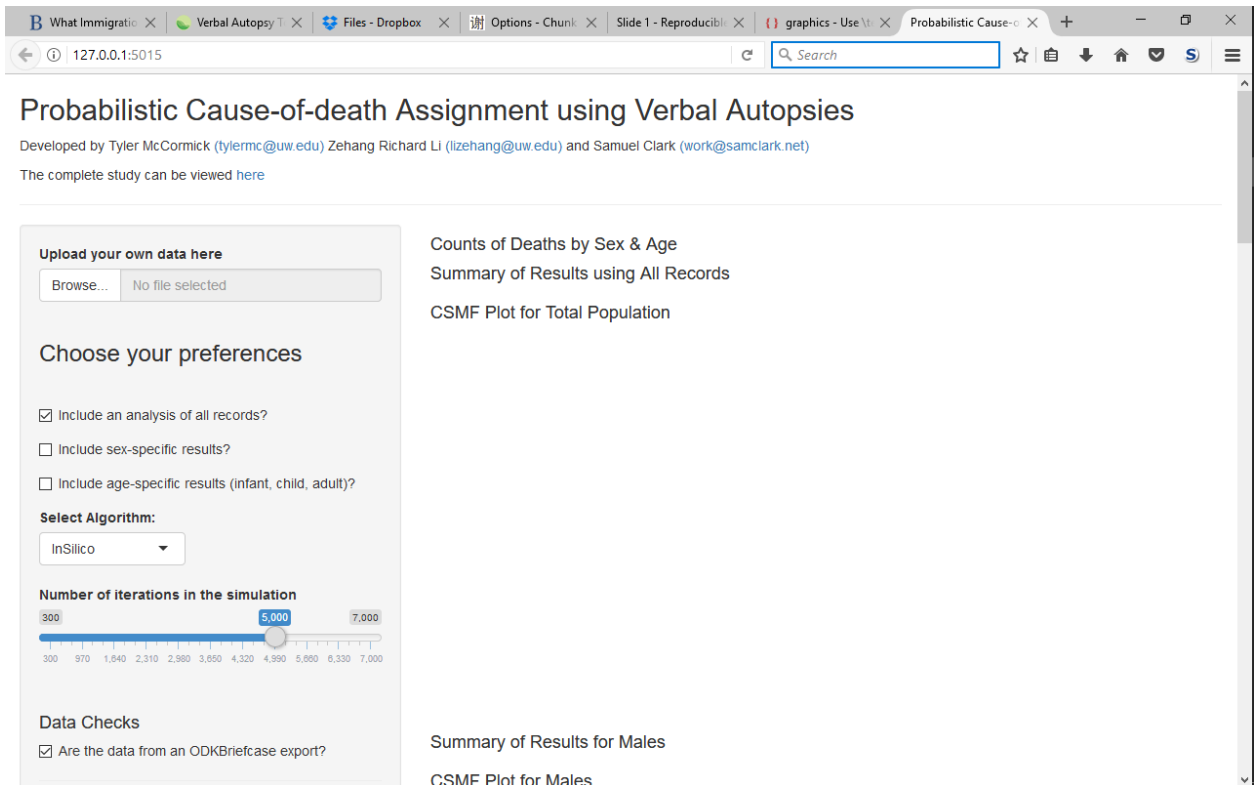 What Immigratio
Verbal Autopsy T
Files - Dropbox
谢 Options - Chunk
Slide 1 - Reproducible
{ } graphics - Use \t
Probabilistic Cause-o
127.0.0.1:5015
Search
Probabilistic Cause-of-death Assignment using Verbal Autopsies
Developed by Tyler McCormick (tylermc@uw.edu) Zehang Richard Li (lizehang@uw.edu) and Samuel Clark (work@samclark.net)
The complete study can be viewed here
Upload your own data here
Browse... No file selected
Choose your preferences
Include an analysis of all records?
Include sex-specific results?
Include age-specific results (infant, child, adult)?
Select Algorithm:
InSilico
Number of iterations in the simulation
300 5,000 7,000
300 970 1,640 2,310 2,980 3,650 4,320 4,990 5,660 6,330 7,000
Data Checks
Are the data from an ODKBriefcase export?
Counts of Deaths by Sex & Age
Summary of Results using All Records
CSMF Plot for Total Population
Summary of Results for Males
CSMF Plot for Males